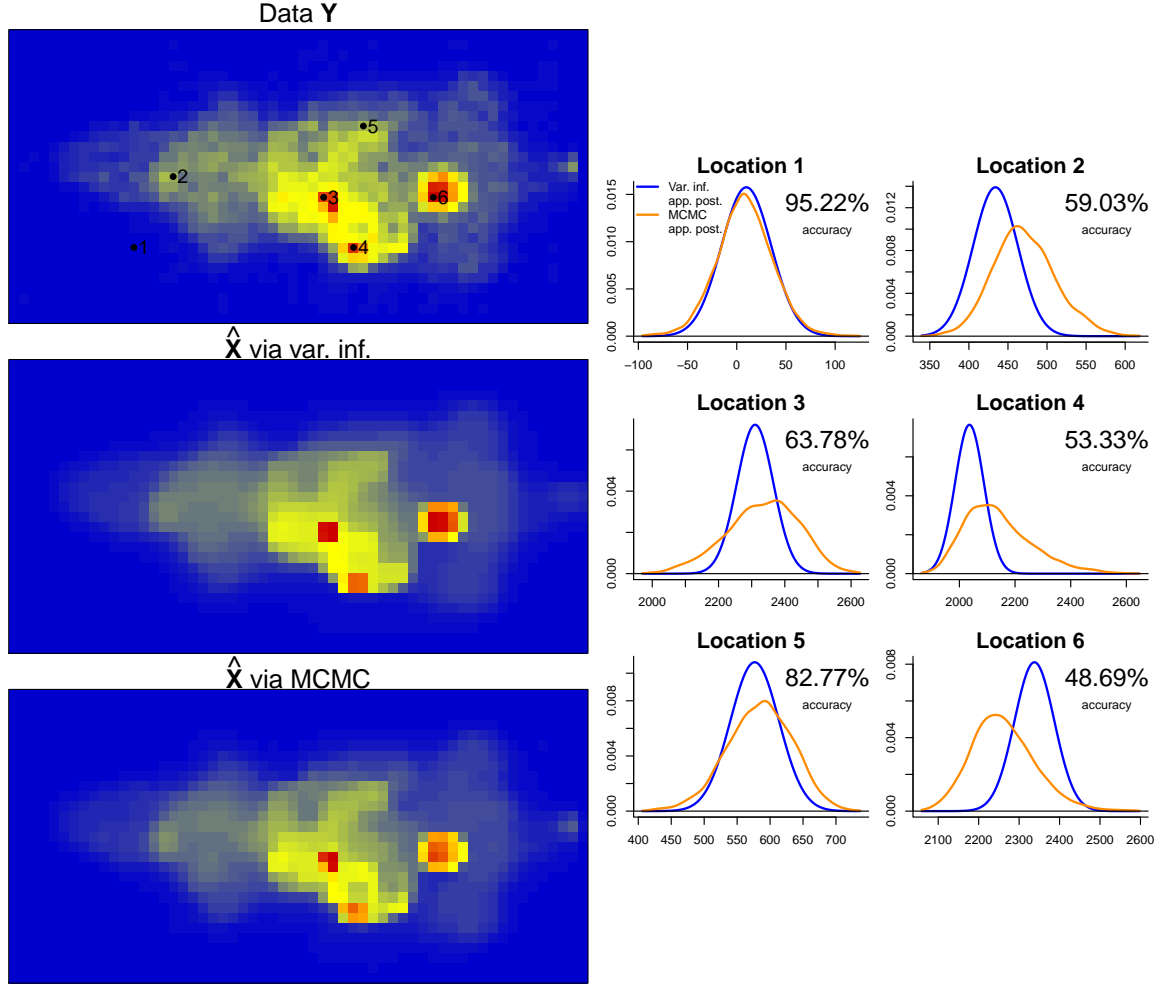 Data Y
1
2
3
4
5
6
X̂ via var. inf.
X̂ via MCMC
Location 1
Var. inf.
app. post.
MCMC
app. post.
95.22%
accuracy
0.000 0.005 0.010 0.015
−100 −50 0 50 100
Location 2
59.03%
accuracy
0.000 0.004 0.008 0.012
350 400 450 500 550 600
Location 3
63.78%
accuracy
0.000 0.004
2000 2200 2400 2600
Location 4
53.33%
accuracy
0.000 0.004
2000 2200 2400 2600
Location 5
82.77%
accuracy
0.000 0.004 0.008
400 450 500 550 600 650 700
Location 6
48.69%
accuracy
0.000 0.004 0.008
2100 2200 2300 2400 2500 2600